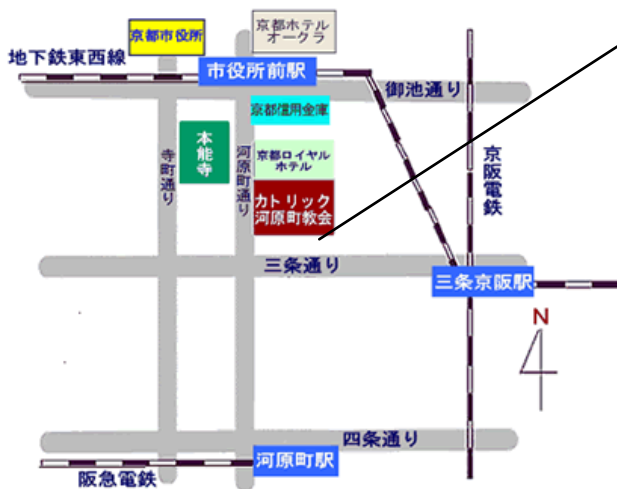 京都市役所
京都ホテル
オークラ
地下鉄東西線
市役所前駅
御池通り
京都信用金庫
本能寺
寺町通り
河原町通り
京都ロイヤル
ホテル
京阪電鉄
カトリック
河原町教会
三条通り
三条京阪駅
N
四条通り
河原町駅
阪急電鉄